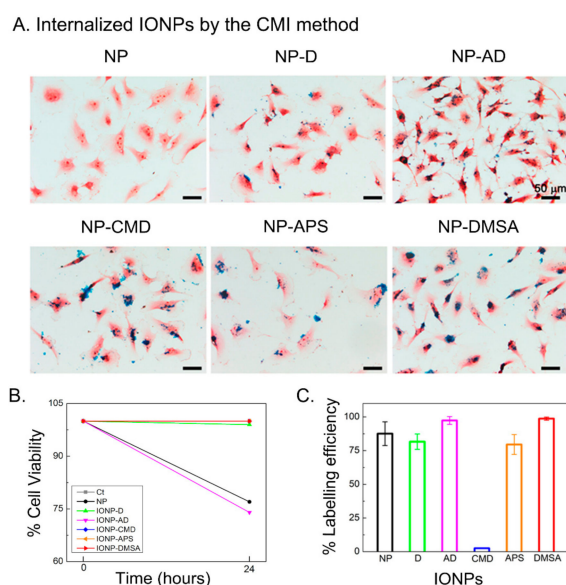 A. Internalized IONPs by the CMI method
NP NP-D NP-AD
50 μm
NP-CMD NP-APS NP-DMSA
B.
% Cell Viability
105
90
75
60
Ct
NP
IONP-D
IONP-AD
IONP-CMD
IONP-APS
IONP-DMSA
0 24
Time (hours)
C.
% Labelling efficiency
100
75
50
25
0
NP D AD CMD APS DMSA
IONPs